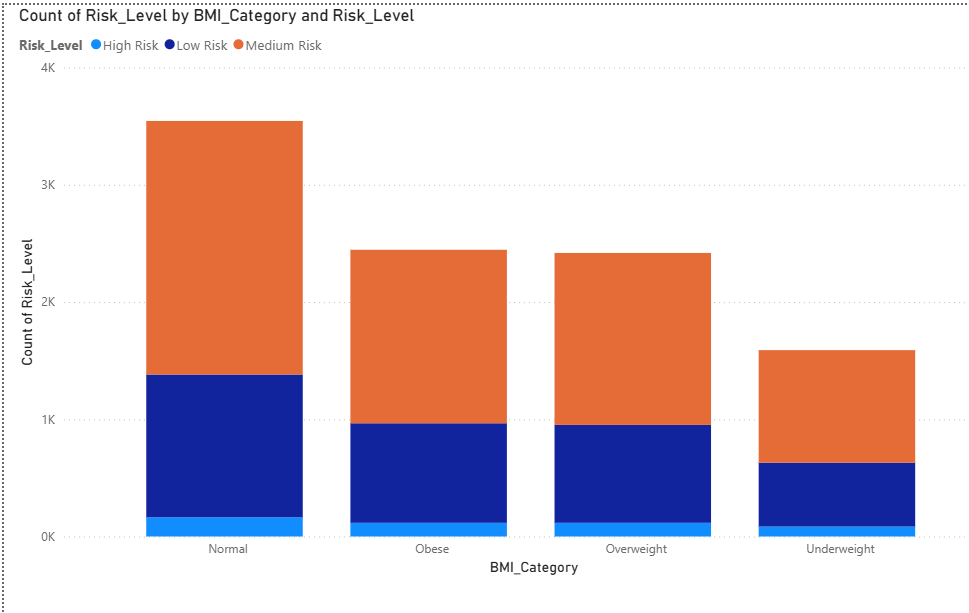 Count of Risk_Level by BMI_Category and Risk_Level
Risk_Level High Risk Low Risk Medium Risk
4K
3K
2K
1K
0K
Count of Risk_Level
Normal Obese Overweight Underweight
BMI_Category